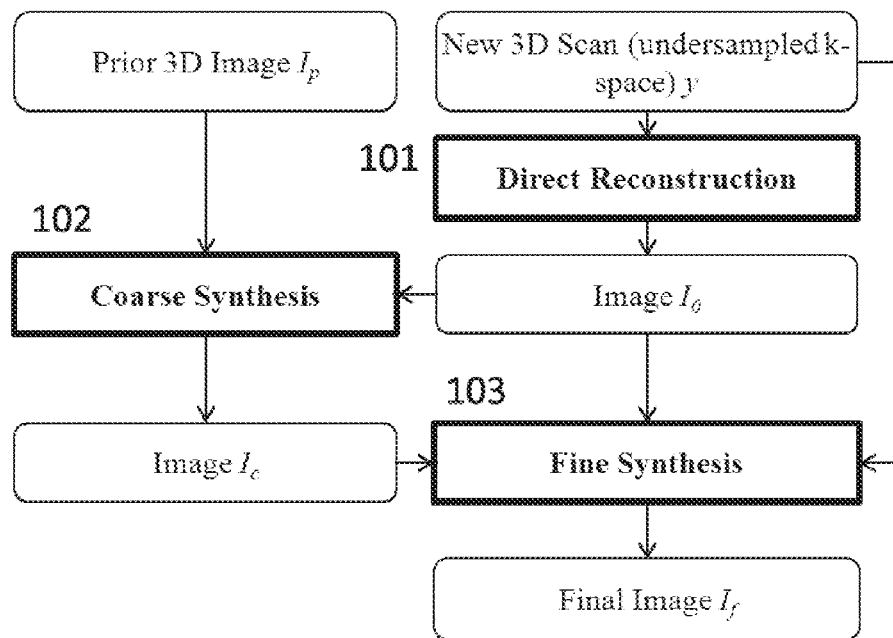 Prior 3D Image I_p
New 3D Scan (undersampled k-
space) y
101
Direct Reconstruction
102
Coarse Synthesis
Image I_0
103
Image I_c
Fine Synthesis
Final Image I_f